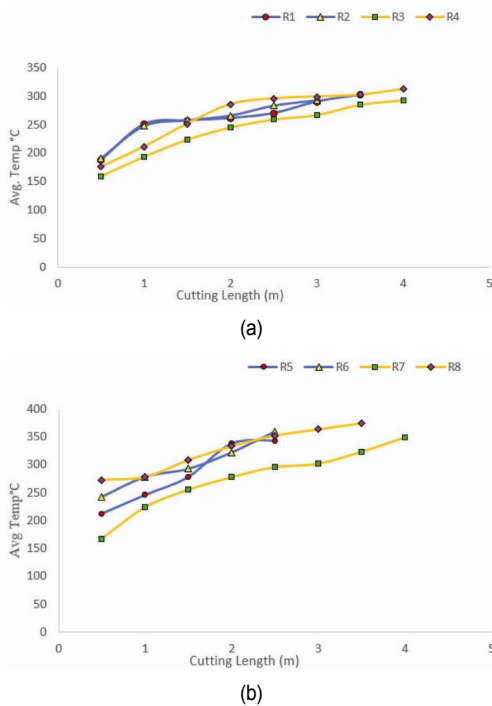 R1 R2 R3 R4
350
300
250
200
150
100
50
0
Avg. Temp °C
0 1 2 3 4 5
Cutting Length (m)
(a)
R5 R6 R7 R8
400
350
300
250
200
150
100
50
0
Avg Temp°C
0 1 2 3 4 5
Cutting Length (m)
(b)